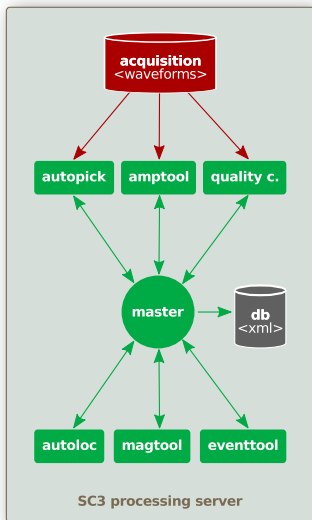 acquisition
<waveforms>
autopick amptool quality c.
master
db
<xml>
autoloc magtool eventtool
SC3 processing server